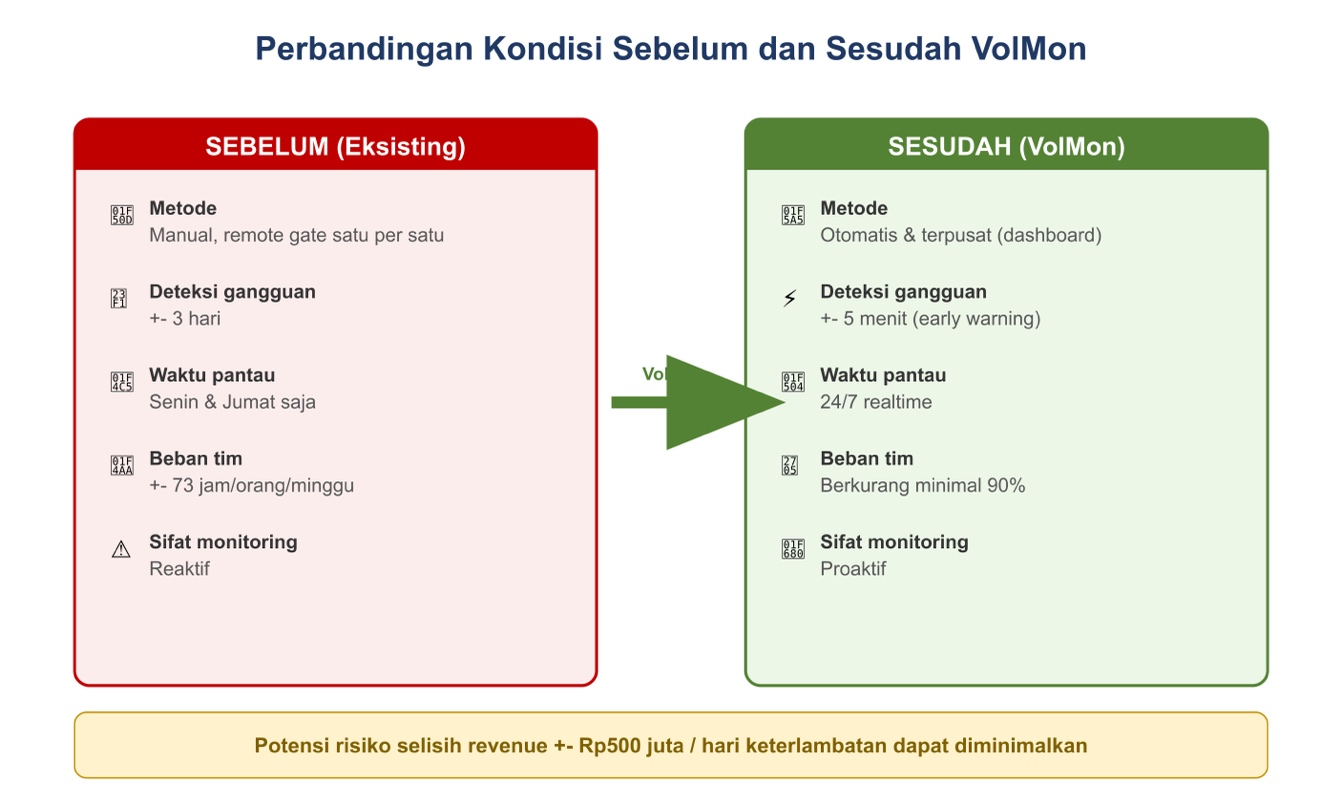 Perbandingan Kondisi Sebelum dan Sesudah VolMon
SEBELUM (Eksisting)
Metode
Manual, remote gate satu per satu
Deteksi gangguan
+- 3 hari
Waktu pantau
Senin & Jumat saja
Beban tim
+- 73 jam/orang/minggu
Sifat monitoring
Reaktif
SESUDAH (VolMon)
Metode
Otomatis & terpusat (dashboard)
Deteksi gangguan
+- 5 menit (early warning)
Waktu pantau
24/7 realtime
Beban tim
Berkurang minimal 90%
Sifat monitoring
Proaktif
Potensi risiko selisih revenue +- Rp500 juta / hari keterlambatan dapat diminimalkan